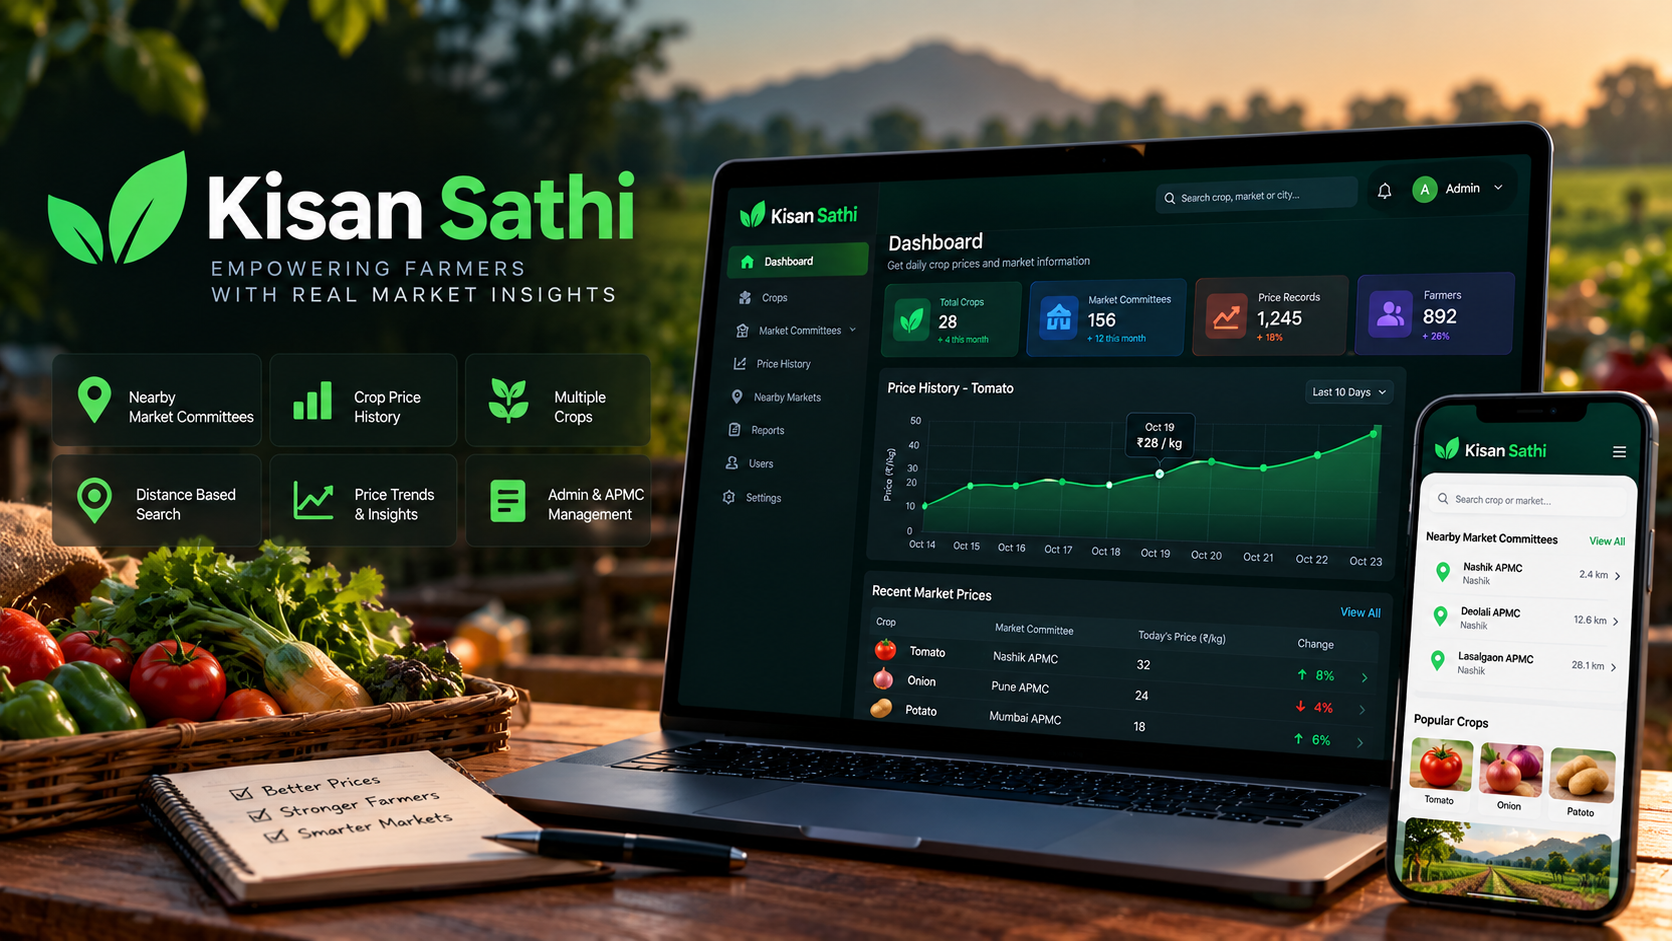 Kisan Sathi
EMPOWERING FARMERS
WITH REAL MARKET INSIGHTS
Nearby
Market Committees
Crop Price
History
Multiple
Crops
Distance Based
Search
Price Trends
& Insights
Admin & APMC
Management
Better Prices
Stronger Farmers
Smarter Markets
Kisan Sathi
Search crop, market or city...
A
Admin
Dashboard
Crops
Market Committees
Price History
Nearby Markets
Reports
Users
Settings
Dashboard
Get daily crop prices and market information
Total Crops
28
+ 4 this month
Market Committees
156
+ 12 this month
Price Records
1,245
+ 18%
Farmers
892
+ 26%
Price History - Tomato
Last 10 Days
Price (₹/kg)
50
40
30
20
10
0
Oct 19
₹28 / kg
Oct 14 Oct 15 Oct 16 Oct 17 Oct 18 Oct 19 Oct 20 Oct 21 Oct 22 Oct 23
Recent Market Prices
View All
Crop Market Committee Today's Price (₹/kg) Change
Tomato Nashik APMC 32 ↑ 8%
Onion Pune APMC 24 ↓ 4%
Potato Mumbai APMC 18 ↑ 6%
Kisan Sathi
Search crop or market...
Nearby Market Committees View All
Nashik APMC
Nashik
2.4 km
Deolali APMC
Nashik
12.6 km
Lasalgaon APMC
Nashik
28.1 km
Popular Crops
Tomato
Onion
Patoto